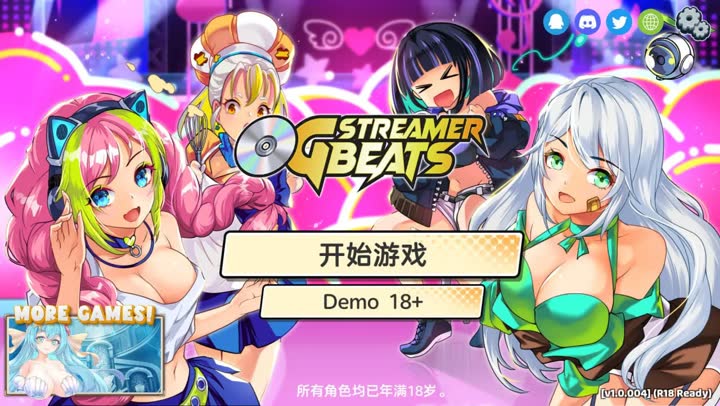 OG STREAMER
BEATS
开始游戏
Demo 18+
MORE GAMES!
所有角色均已年满18岁。
[v1.0.004] (R18 Ready)